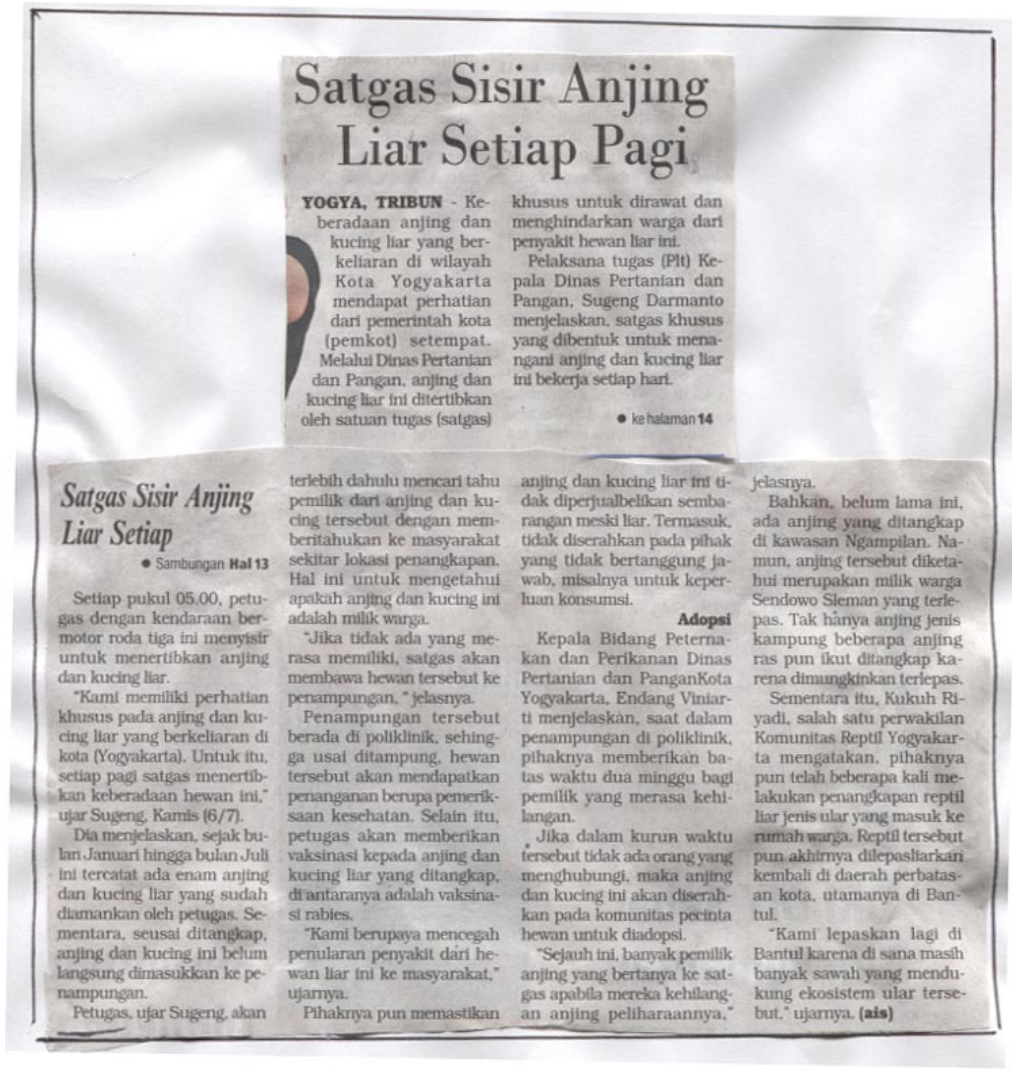 Satgas Sisir Anjing
Liar Setiap Pagi
YOGYA, TRIBUN - Ke-
beradaan anjing dan
kucing liar yang ber-
keliaran di wilayah
Kota Yogyakarta
mendapat perhatian
dari pemerintah kota
(pemkot) setempat.
Melalui Dinas Pertanian
dan Pangan, anjing dan
kucing liar ini ditertibkan
oleh satuan tugas (satgas)
khusus untuk dirawat dan
menghindarkan warga dari
penyakit hewan liar ini.
Pelaksana tugas (Plt) Ke-
pala Dinas Pertanian dan
Pangan, Sugeng Darmanto
menjelaskan, satgas khusus
yang dibentuk untuk mena-
ngani anjing dan kucing liar
ini bekerja setiap hari.
● ke halaman 14
Satgas Sisir Anjing
Liar Setiap
● Sambungan Hal 13
Setiap pukul 05.00, petu-
gas dengan kendaraan ber-
motor roda tiga ini menyisir
untuk menertibkan anjing
dan kucing liar.
"Kami memiliki perhatian
khusus pada anjing dan ku-
cing liar yang berkeliaran di
kota (Yogyakarta). Untuk itu,
setiap pagi satgas menertib-
kan keberadaan hewan ini,"
ujar Sugeng, Kamis (6/7).
Dia menjelaskan, sejak bu-
lan Januari hingga bulan Juli
ini tercatat ada enam anjing
dan kucing liar yang sudah
diamankan oleh petugas. Se-
mentara, seusai ditangkap,
anjing dan kucing ini belum
langsung dimasukkan ke pe-
nampungan.
Petugas, ujar Sugeng, akan
terlebih dahulu mencari tahu
pemilik dari anjing dan ku-
cing tersebut dengan mem-
beritahukan ke masyarakat
sekitar lokasi penangkapan.
Hal ini untuk mengetahui
apakah anjing dan kucing ini
adalah milik warga.
"Jika tidak ada yang me-
rasa memiliki, satgas akan
membawa hewan tersebut ke
penampungan, " jelasnya.
Penampungan tersebut
berada di poliklinik, sehing-
ga usai ditampung, hewan
tersebut akan mendapatkan
penanganan berupa pemerik-
saan kesehatan. Selain itu,
petugas akan memberikan
vaksinasi kepada anjing dan
kucing liar yang ditangkap,
di antaranya adalah vaksina-
si rabies.
"Kami berupaya mencegah
penularan penyakit dari he-
wan liar ini ke masyarakat,"
ujarnya.
Pihaknya pun memastikan
anjing dan kucing liar ini ti-
dak diperjualbelikan semba-
rangan meski liar. Termasuk,
tidak diserahkan pada pihak
yang tidak bertanggung ja-
wab, misalnya untuk keper-
luan konsumsi.
Adopsi
Kepala Bidang Peterna-
kan dan Perikanan Dinas
Pertanian dan PanganKota
Yogyakarta, Endang Viniar-
ti menjelaskan, saat dalam
penampungan di poliklinik,
pihaknya memberikan ba-
tas waktu dua minggu bagi
pemilik yang merasa kehi-
langan.
Jika dalam kurun waktu
tersebut tidak ada orang yang
menghubungi, maka anjing
dan kucing ini akan diserah-
kan pada komunitas pecinta
hewan untuk diadopsi.
"Sejauh ini, banyak pemilik
anjing yang bertanya ke sat-
gas apabila mereka kehilang-
an anjing peliharaannya,"
jelasnya.
Bahkan, belum lama ini,
ada anjing yang ditangkap
di kawasan Ngampilan. Na-
mun, anjing tersebut diketa-
hui merupakan milik warga
Sendowo Sleman yang terle-
pas. Tak hanya anjing jenis
kampung beberapa anjing
ras pun ikut ditangkap ka-
rena dimungkinkan terlepas.
Sementara itu, Kukuh Ri-
yadi, salah satu perwakilan
Komunitas Reptil Yogyakar-
ta mengatakan, pihaknya
pun telah beberapa kali me-
lakukan penangkapan reptil
liar jenis ular yang masuk ke
rumah warga. Reptil tersebut
pun akhirnya dilepasliarkan
kembali di daerah perbatas-
an kota, utamanya di Ban-
tul.
"Kami lepaskan lagi di
Bantul karena di sana masih
banyak sawah yang mendu-
kung ekosistem ular terse-
but," ujarnya. (ais)